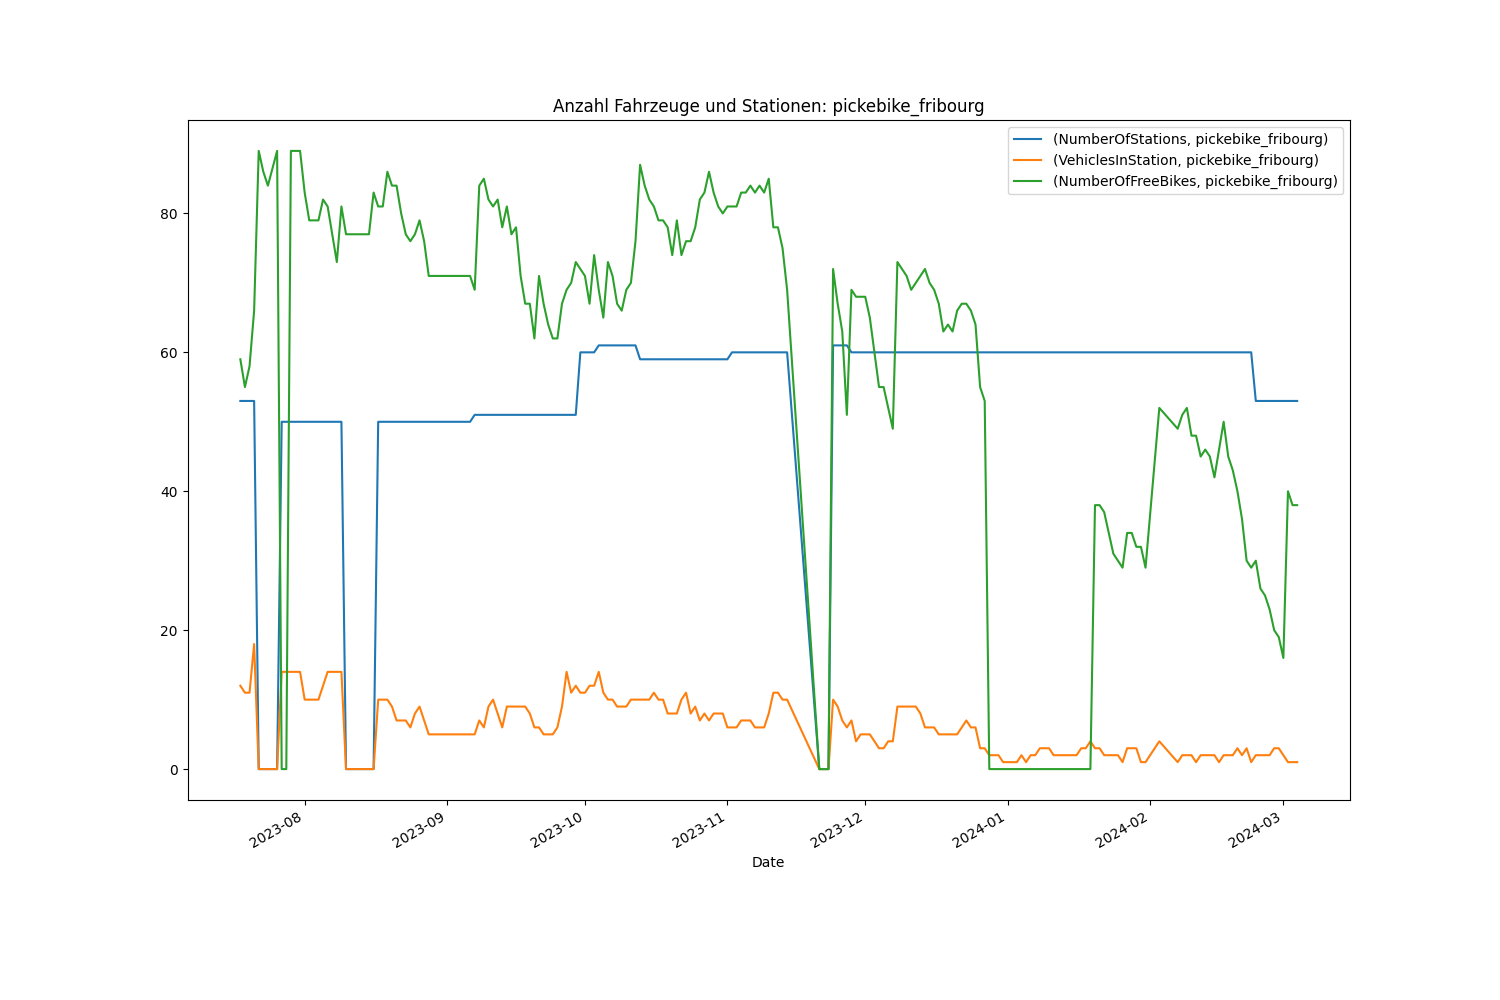 Anzahl Fahrzeuge und Stationen: pickebike_fribourg
(NumberOfStations, pickebike_fribourg)
(VehiclesInStation, pickebike_fribourg)
(NumberOfFreeBikes, pickebike_fribourg)
80
60
40
20
0
2023-08
2023-09
2023-10
2023-11
2023-12
2024-01
2024-02
2024-03
Date